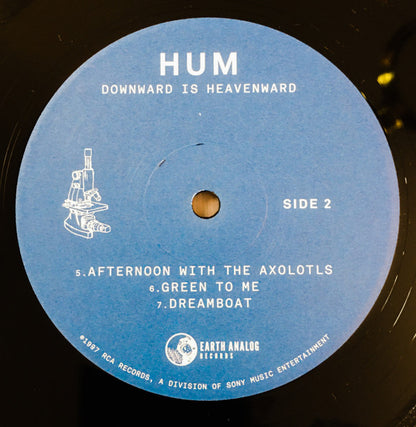 HUM
DOWNWARD IS HEAVENWARD
SIDE 2
5.AFTERNOON WITH THE AXOLOTLS
6.GREEN TO ME
7.DREAMBOAT
EARTH ANALOG
RECORDS
©1997 RCA RECORDS, A DIVISION OF SONY MUSIC ENTERTAINMENT